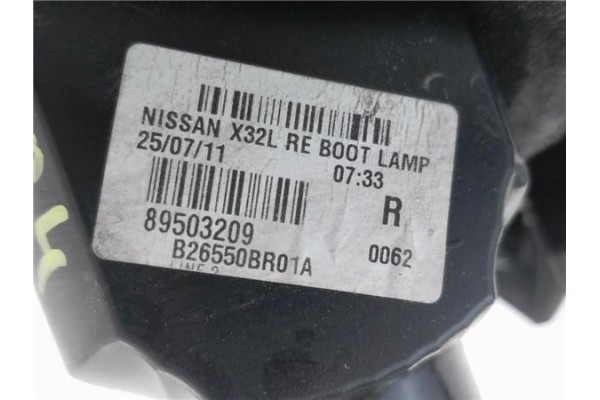 NISSAN X32L RE BOOT LAMP
25/07/11 07:33
R
89503209
B26550BR01A 0062